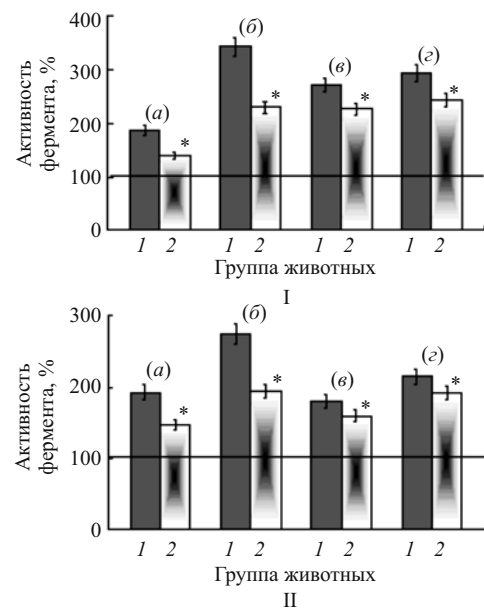 400
300
200
100
0
Активность
фермента, %
(а)
(б)
(в)
(г)
*
*
*
*
1 2 1 2 1 2 1 2
Группа животных
I
300
200
100
0
Активность
фермента, %
(а)
(б)
(в)
(г)
*
*
*
*
1 2 1 2 1 2 1 2
Группа животных
II